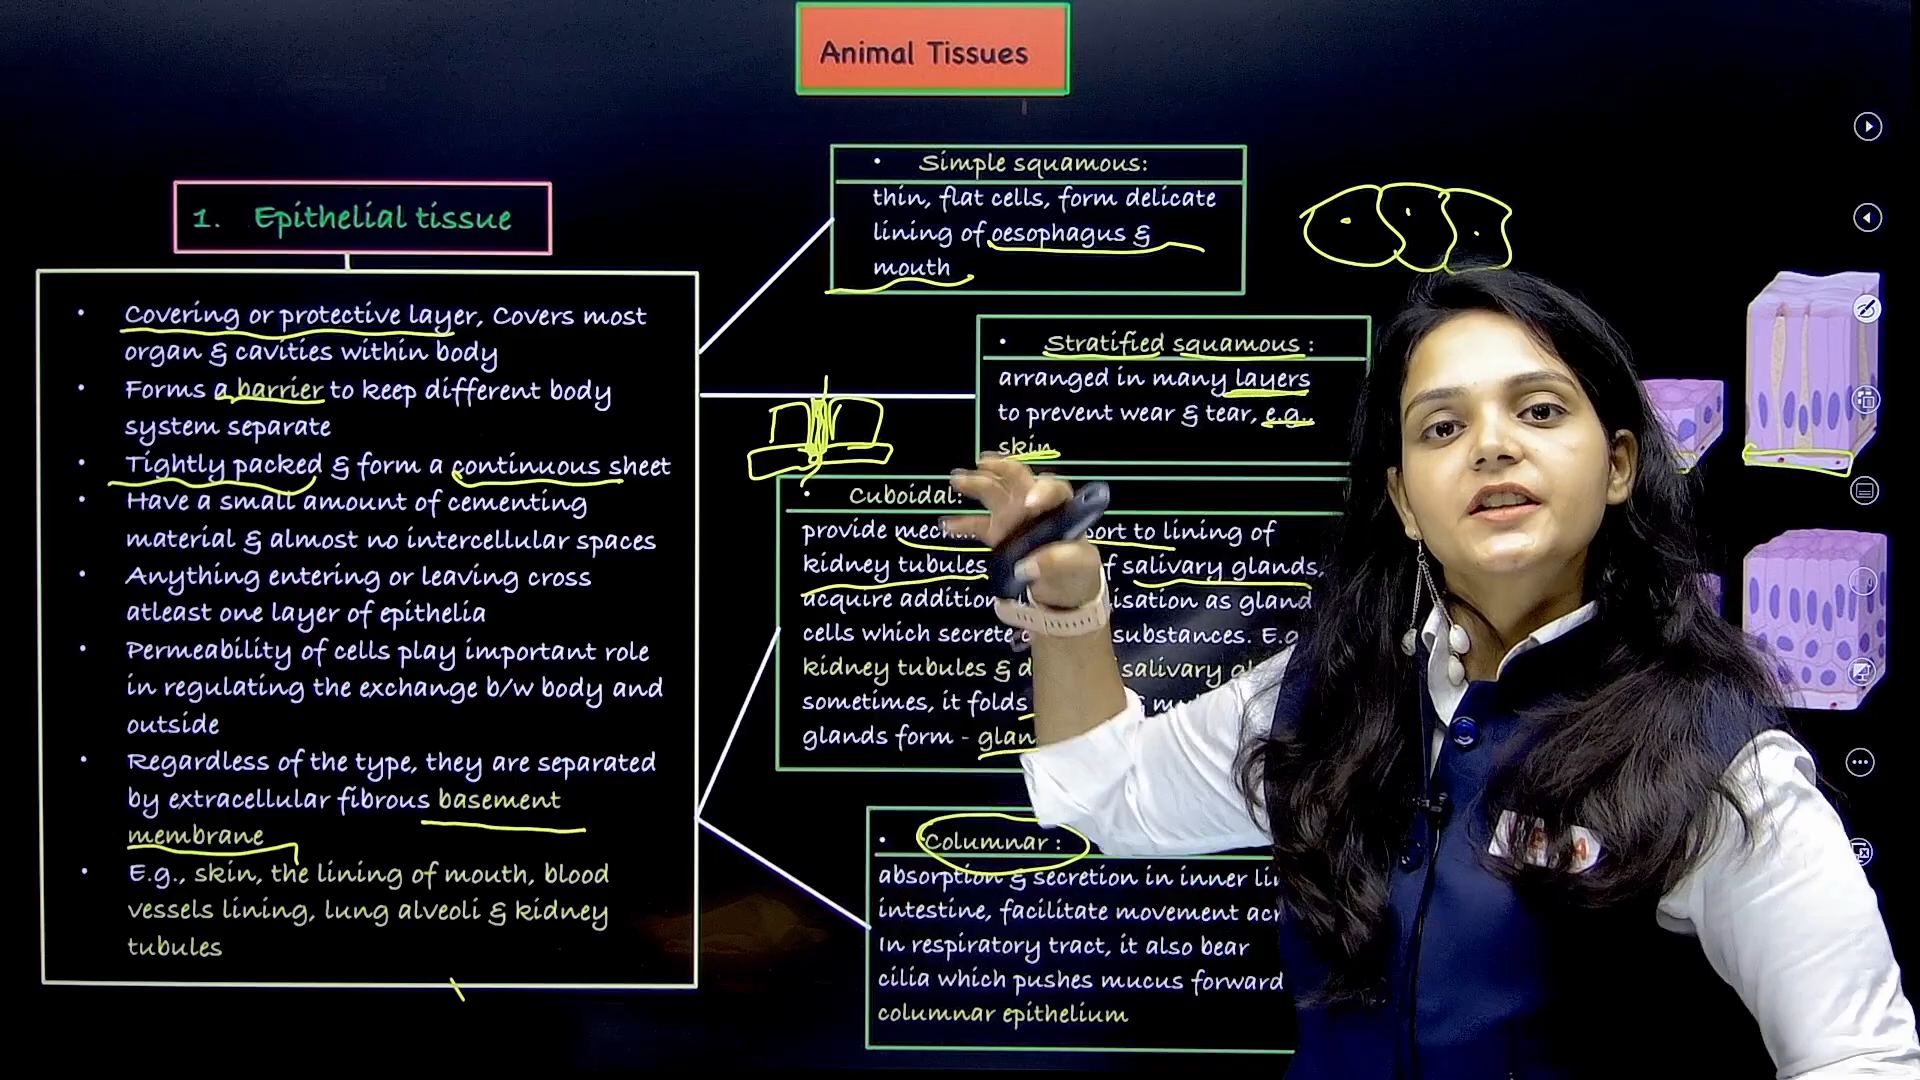 Animal Tissues
1. Epithelial tissue
• Covering or protective layer, Covers most
organ & cavities within body
• Forms a barrier to keep different body
system separate
• Tightly packed & form a continuous sheet
• Have a small amount of cementing
material & almost no intercellular spaces
• Anything entering or leaving cross
atleast one layer of epithelia
• Permeability of cells play important role
in regulating the exchange b/w body and
outside
• Regardless of the type, they are separated
by extracellular fibrous basement
membrane
• E.g., skin, the lining of mouth, blood
vessels lining, lung alveoli & kidney
tubules
• Simple squamous:
thin, flat cells, form delicate
lining of oesophagus &
mouth
• Stratified squamous :
arranged in many layers
to prevent wear & tear, e.g.,
skin
• Cuboidal:
provide to lining of
kidney tubules salivary glands,
acquire as gland
cells which secrete substances. E.g
kidney tubules & salivary
sometimes, it folds
glands form -
• Columnar :
absorption & secretion in inner
intestine, facilitate movement
In respiratory tract, it also bear
cilia which pushes mucus forward
columnar epithelium